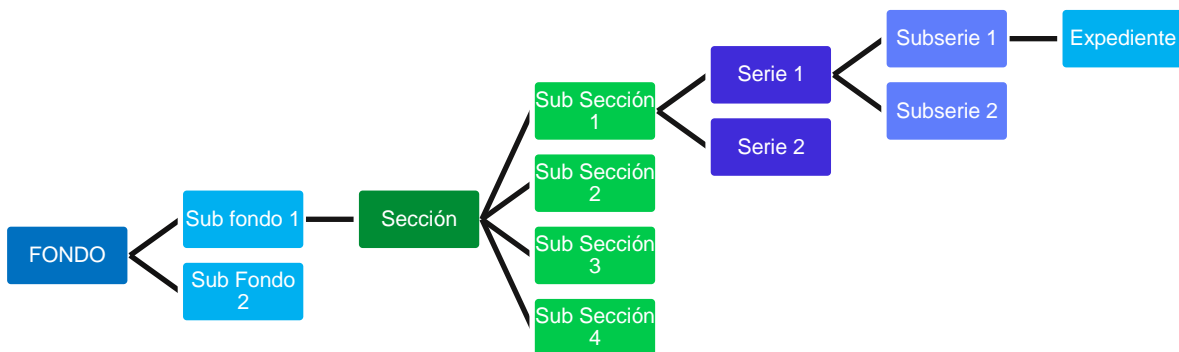 FONDO
Sub fondo 1
Sub Fondo
2
Sección
Sub Sección
1
Sub Sección
2
Sub Sección
3
Sub Sección
4
Serie 1
Serie 2
Subserie 1
Subserie 2
Expediente